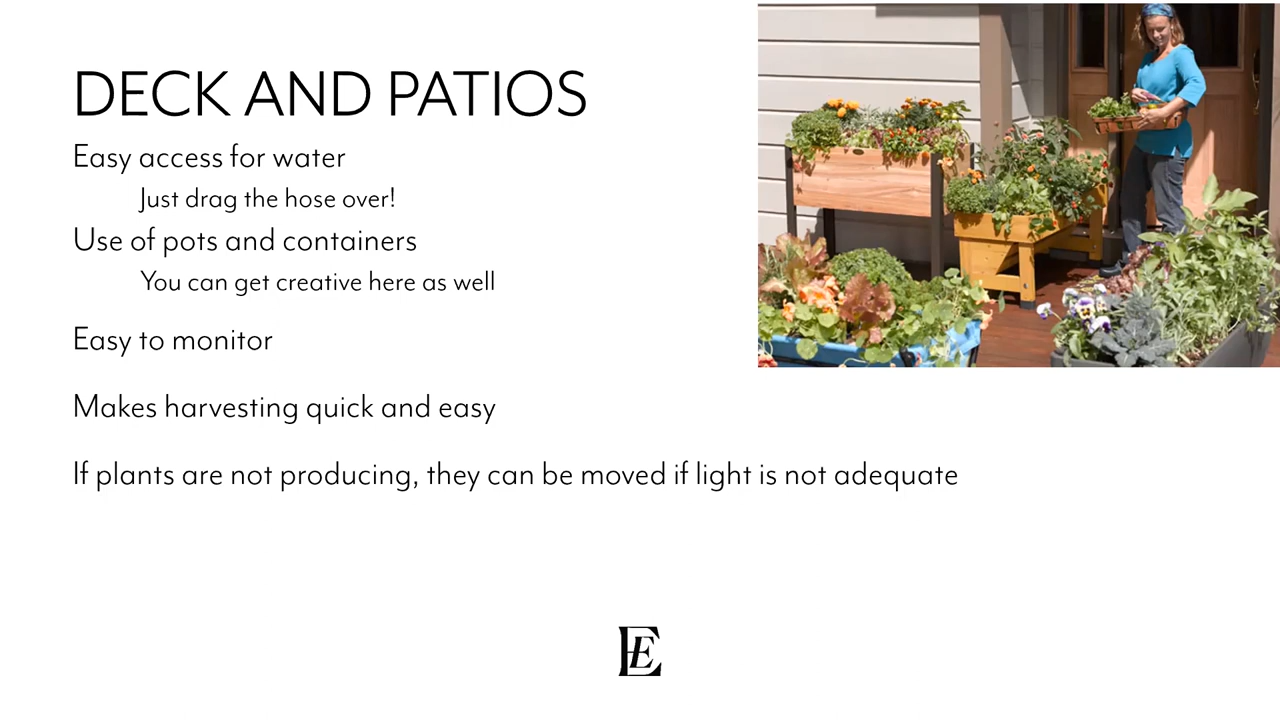 DECK AND PATIOS
Easy access for water
Just drag the hose over!
Use of pots and containers
You can get creative here as well
Easy to monitor
Makes harvesting quick and easy
If plants are not producing, they can be moved if light is not adequate
EE